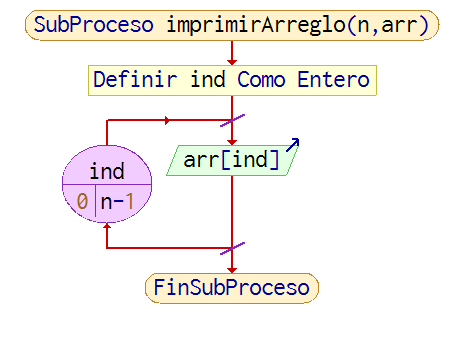 SubProceso imprimirArreglo(n,arr)
Definir ind Como Entero
arr[ind]
ind
0 n-1
FinSubProceso